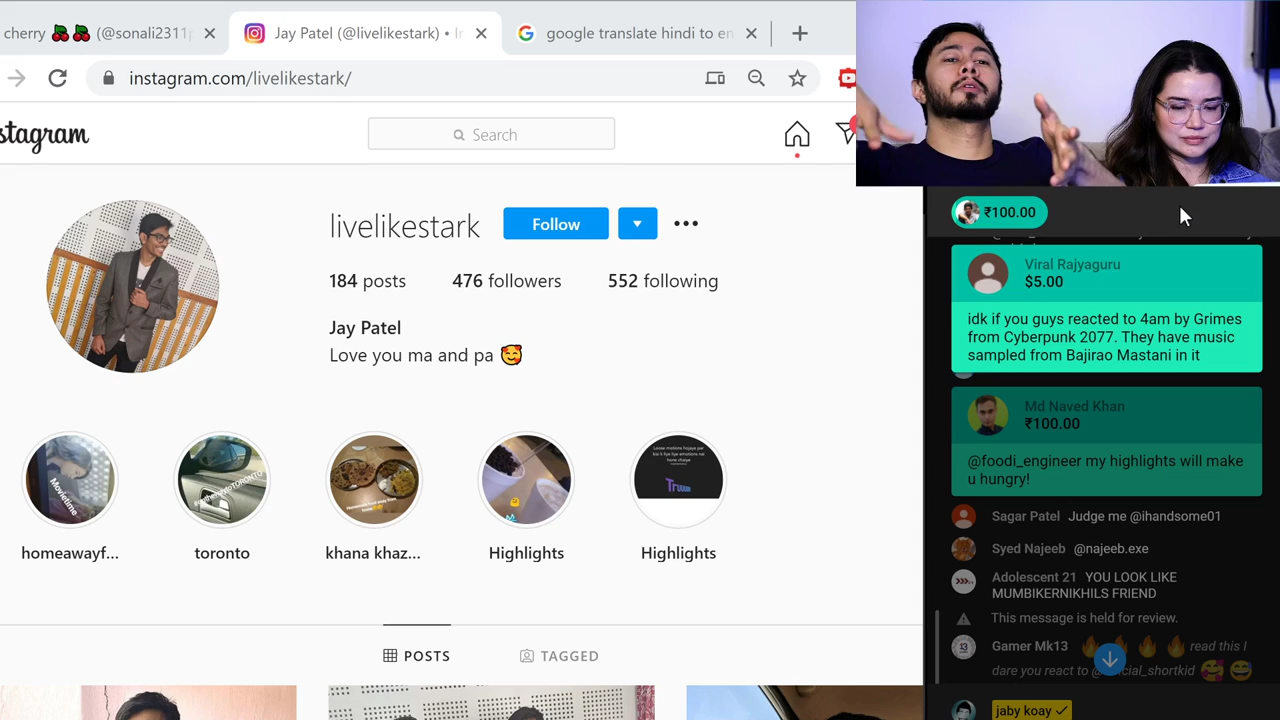 cherry 🍒🍒 (@sonali2311
Jay Patel (@livelikestark) • I
google translate hindi to en
instagram.com/livelikestark/
stagram
Search
livelikestark
Follow
184 posts
476 followers
552 following
Jay Patel
Love you ma and pa 🥰
homeawayf...
toronto
khana khaz...
Highlights
Highlights
POSTS
TAGGED
₹100.00
Viral Rajyaguru
$5.00
idk if you guys reacted to 4am by Grimes
from Cyberpunk 2077. They have music
sampled from Bajirao Mastani in it
Md Naved Khan
₹100.00
@foodi_engineer my highlights will make
u hungry!
Sagar Patel Judge me @ihandsome01
Syed Najeeb @najeeb.exe
Adolescent 21 YOU LOOK LIKE
MUMBIKERNIKHILS FRIEND
This message is held for review.
Gamer Mk13 🔥🔥🔥🔥 read this I
dare you react to shortkid 🥰 😅
jaby koay ✓